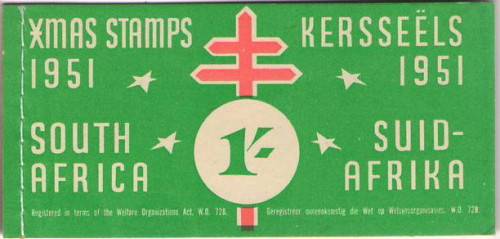 XMAS STAMPS
1951
KERSSEËLS
1951
SOUTH
AFRICA
1/-
SUID-
AFRIKA
Registered in terms of the Welfare Organizations Act, W.O. 728.
Geregistreer ooreenkomstig die Wet op Welsynsorganisasies, W.O. 728.